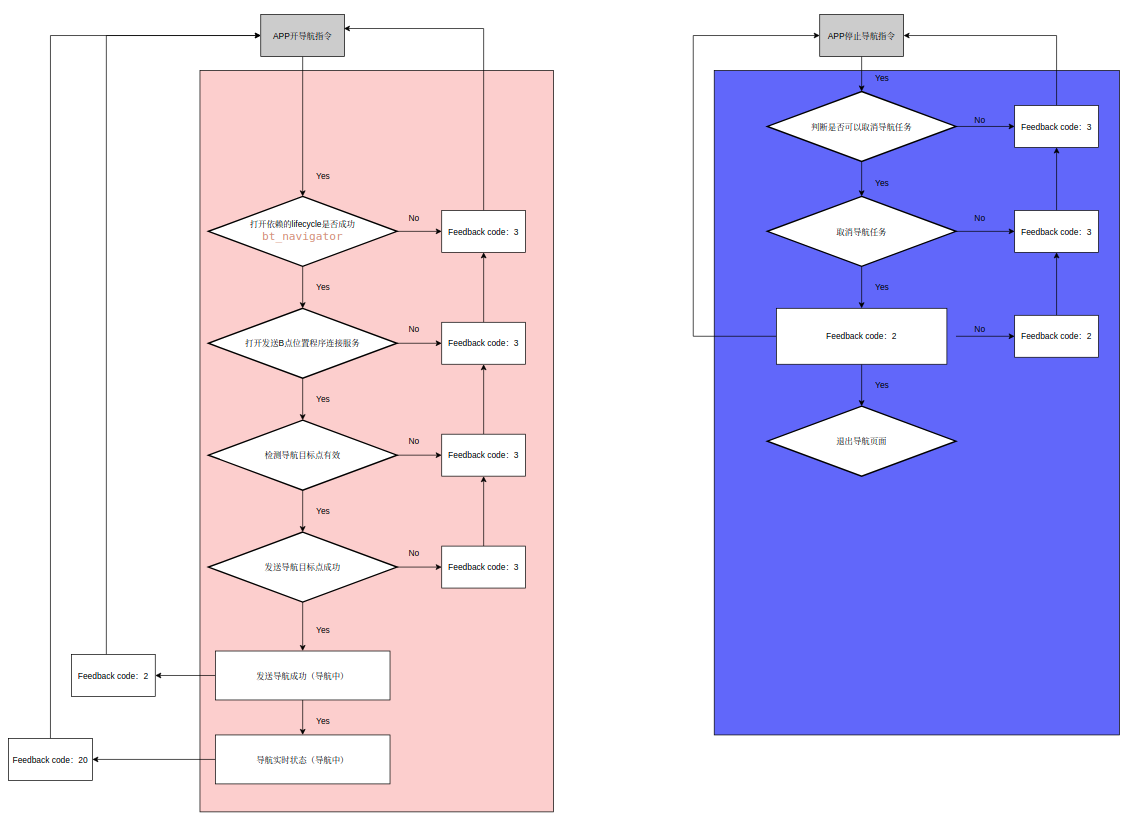 APP开导航指令
Yes
打开依赖的lifecycle是否成功
bt_navigator
No
Feedback code：3
Yes
打开发送B点位置程序连接服务
No
Feedback code：3
Yes
检测导航目标点有效
No
Feedback code：3
Yes
发送导航目标点成功
No
Feedback code：3
Yes
发送导航成功（导航中）
Feedback code：2
Yes
导航实时状态（导航中）
Feedback code：20
APP停止导航指令
Yes
判断是否可以取消导航任务
No
Feedback code：3
Yes
取消导航任务
No
Feedback code：3
Yes
Feedback code：2
No
Feedback code：2
Yes
退出导航页面